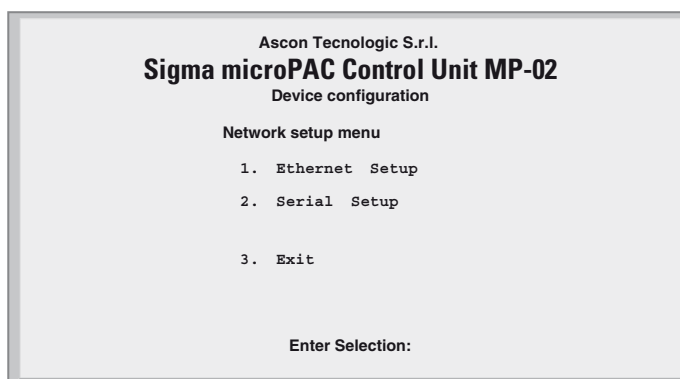 Ascon Tecnologic S.r.l.
Sigma microPAC Control Unit MP-02
Device configuration
Network setup menu
1. Ethernet Setup
2. Serial Setup
3. Exit
Enter Selection: